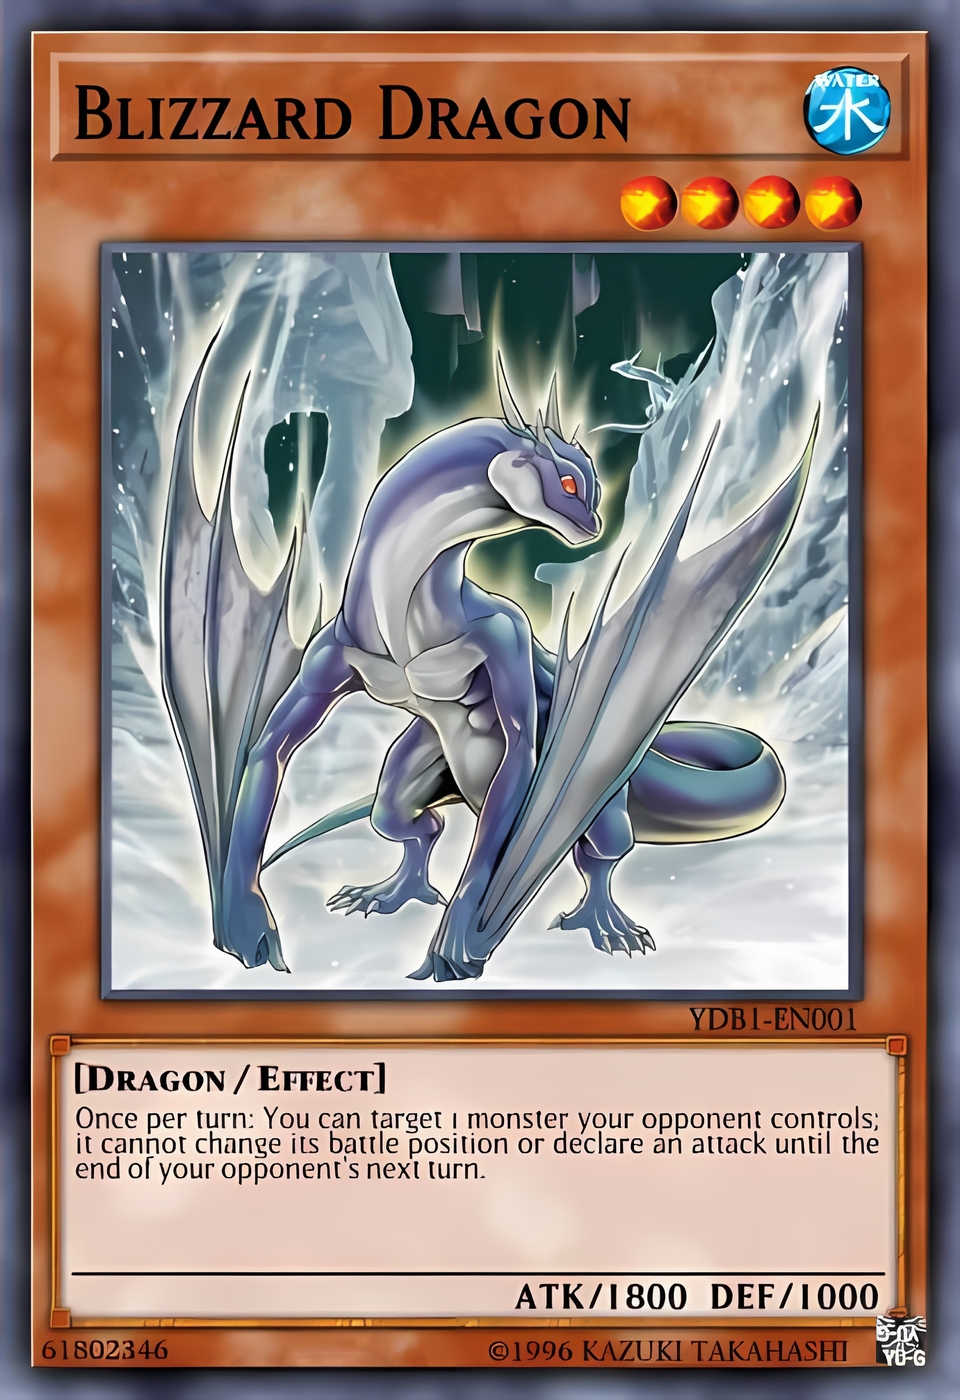 Blizzard Dragon
WATER
水
YDB1-EN001
[Dragon / Effect]
Once per turn: You can target 1 monster your opponent controls;
it cannot change its battle position or declare an attack until the
end of your opponent's next turn.
ATK/1800 DEF/1000
61802346
©1996 KAZUKI TAKAHASHI